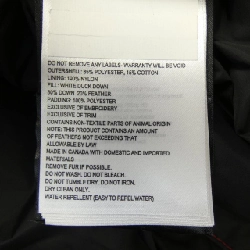 DO NOT REMOVE ANY LABELS-WARRANTY WILL BE VOID
OUTERSHELL: POLYESTER, 15% COTTON
LINING: 100% NYLON
FILL: WHITE DUCK DOWN
80% DOWN 20% FEATHER
PADDING: 100% POLYESTER
EXCLUSIVE OF EMBROIDERY
EXCLUSIVE OF TRIM
CONTAINS NON-TEXTILE PARTS OF ANIMAL ORIGIN
NOTE: THIS PRODUCT CONTAINS AN AMOUNT
OF FEATHERS NOT EXCEEDING THAT
ALLOWABLE BY LAW
MADE IN CANADA WITH DOMESTIC AND IMPORTED
MATERIALS
REMOVE FUR IF POSSIBLE.
DO NOT WASH. DO NOT BLEACH.
DO NOT TUMBLE DRY. DO NOT IRON.
DRY CLEAN ONLY.
WATER REPELLENT (EASY TO REPEL WATER)